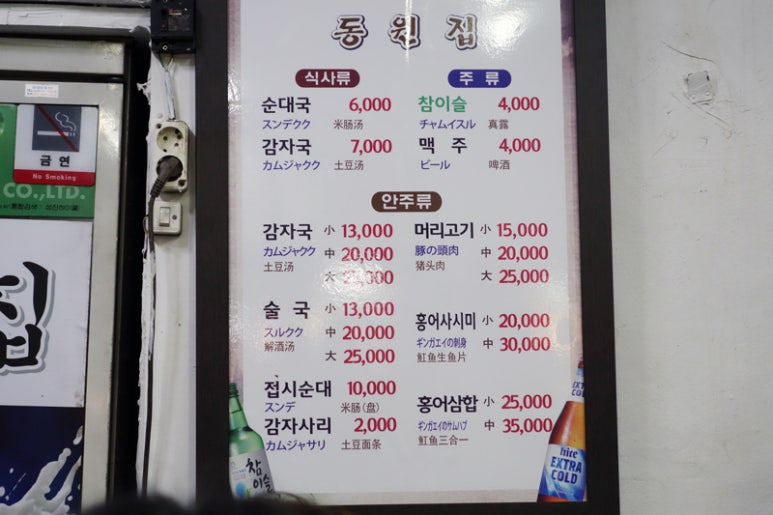 동원집
식사류
순대국 6,000
スンデクク 米肠汤
감자국 7,000
カムジャクク 土豆汤
주류
참이슬 4,000
チャムイスル 真露
맥주 4,000
ビール 啤酒
안주류
감자국 小 13,000
カムジャクク 中 20,000
土豆汤
大
술국 小 13,000
スルクク 中 20,000
解酒汤
大 25,000
접시순대 10,000
スンデ 米肠(盘)
감자사리 2,000
カムジャサリ 土豆面条
머리고기 小 15,000
豚の頭肉 中 20,000
猪头肉 大 25,000
홍어사시미 小 20,000
ギンガエイの刺身 中 30,000
魟鱼生鱼片
홍어삼합 小 25,000
ギンガエイのサムハプ 中 35,000
魟鱼三合一
금연
No Smoking
CO.,LTD.
집
참이슬
hite
EXTRA
COLD